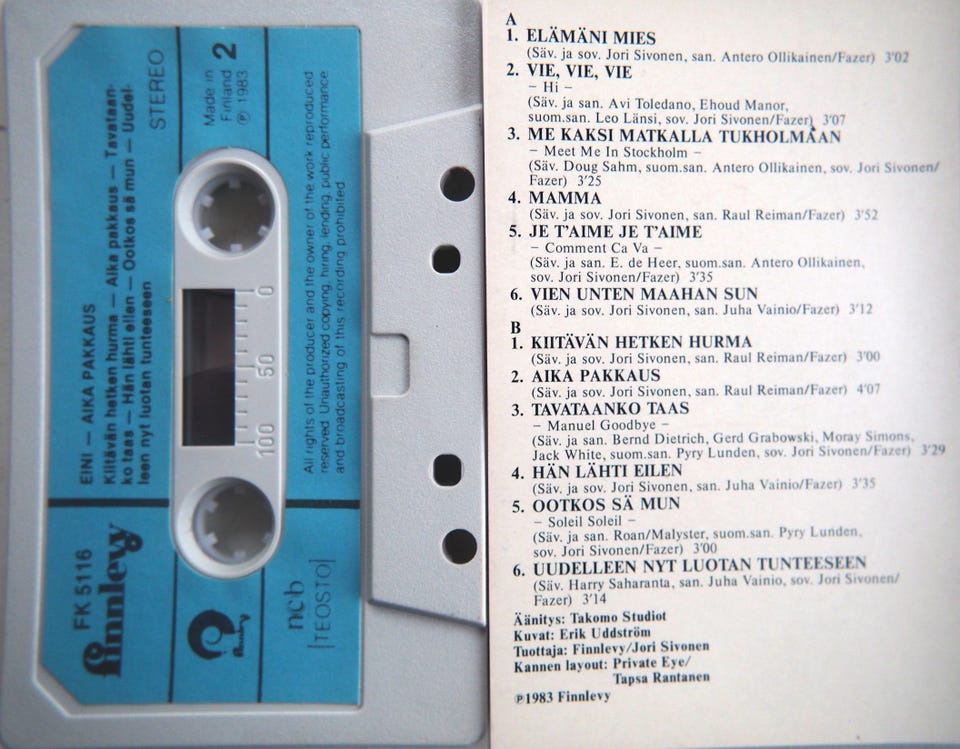 FK 5116
finnlevy
EINI — AIKA PAKKAUS
Kiitävän hetken hurma — Aika pakkaus — Tavataan-
ko taas — Hän lähti eilen — Ootkos sä mun — Uudel-
leen nyt luotan tunteeseen
STEREO
Made in
Finland
℗ 1983
2
0
50
100
All rights of the producer and the owner of the work reproduced
reserved. Unauthorized copying, hiring, lending, public performance
and broadcasting of this recording prohibited
ncb
TEOSTO
A
1. ELÄMÄNI MIES
(Säv. ja sov. Jori Sivonen, san. Antero Ollikainen/Fazer) 3'02
2. VIE, VIE, VIE
– Hi –
(Säv. ja san. Avi Toledano, Ehoud Manor,
suom.san. Leo Länsi, sov. Jori Sivonen/Fazer) 3'07
3. ME KAKSI MATKALLA TUKHOLMAAN
– Meet Me In Stockholm –
(Säv. Doug Sahm, suom.san. Antero Ollikainen, sov. Jori Sivonen/
Fazer) 3'25
4. MAMMA
(Säv. ja sov. Jori Sivonen, san. Raul Reiman/Fazer) 3'52
5. JE T'AIME JE T'AIME
– Comment Ca Va –
(Säv. ja san. E. de Heer, suom.san. Antero Ollikainen,
sov. Jori Sivonen/Fazer) 3'35
6. VIEN UNTEN MAAHAN SUN
(Säv. ja sov. Jori Sivonen, san. Juha Vainio/Fazer) 3'12
B
1. KIITÄVÄN HETKEN HURMA
(Säv. ja sov. Jori Sivonen, san. Raul Reiman/Fazer) 3'00
2. AIKA PAKKAUS
(Säv. ja sov. Jori Sivonen, san. Raul Reiman/Fazer) 4'07
3. TAVATAANKO TAAS
– Manuel Goodbye –
(Säv. ja san. Bernd Dietrich, Gerd Grabowski, Moray Simons,
Jack White, suom.san. Pyry Lunden, sov. Jori Sivonen/Fazer) 3'29
4. HÄN LÄHTI EILEN
(Säv. ja sov. Jori Sivonen, san. Juha Vainio/Fazer) 3'35
5. OOTKOS SÄ MUN
– Soleil Soleil –
(Säv. ja san. Roan/Malyster, suom.san. Pyry Lunden,
sov. Jori Sivonen/Fazer) 3'00
6. UUDELLEEN NYT LUOTAN TUNTEESEEN
(Säv. Harry Saharanta, san. Juha Vainio, sov. Jori Sivonen/
Fazer) 3'14
Äänitys: Takomo Studiot
Kuvat: Erik Uddström
Tuottaja: Finnlevy/Jori Sivonen
Kannen layout: Private Eye/
Tapsa Rantanen
℗1983 Finnlevy